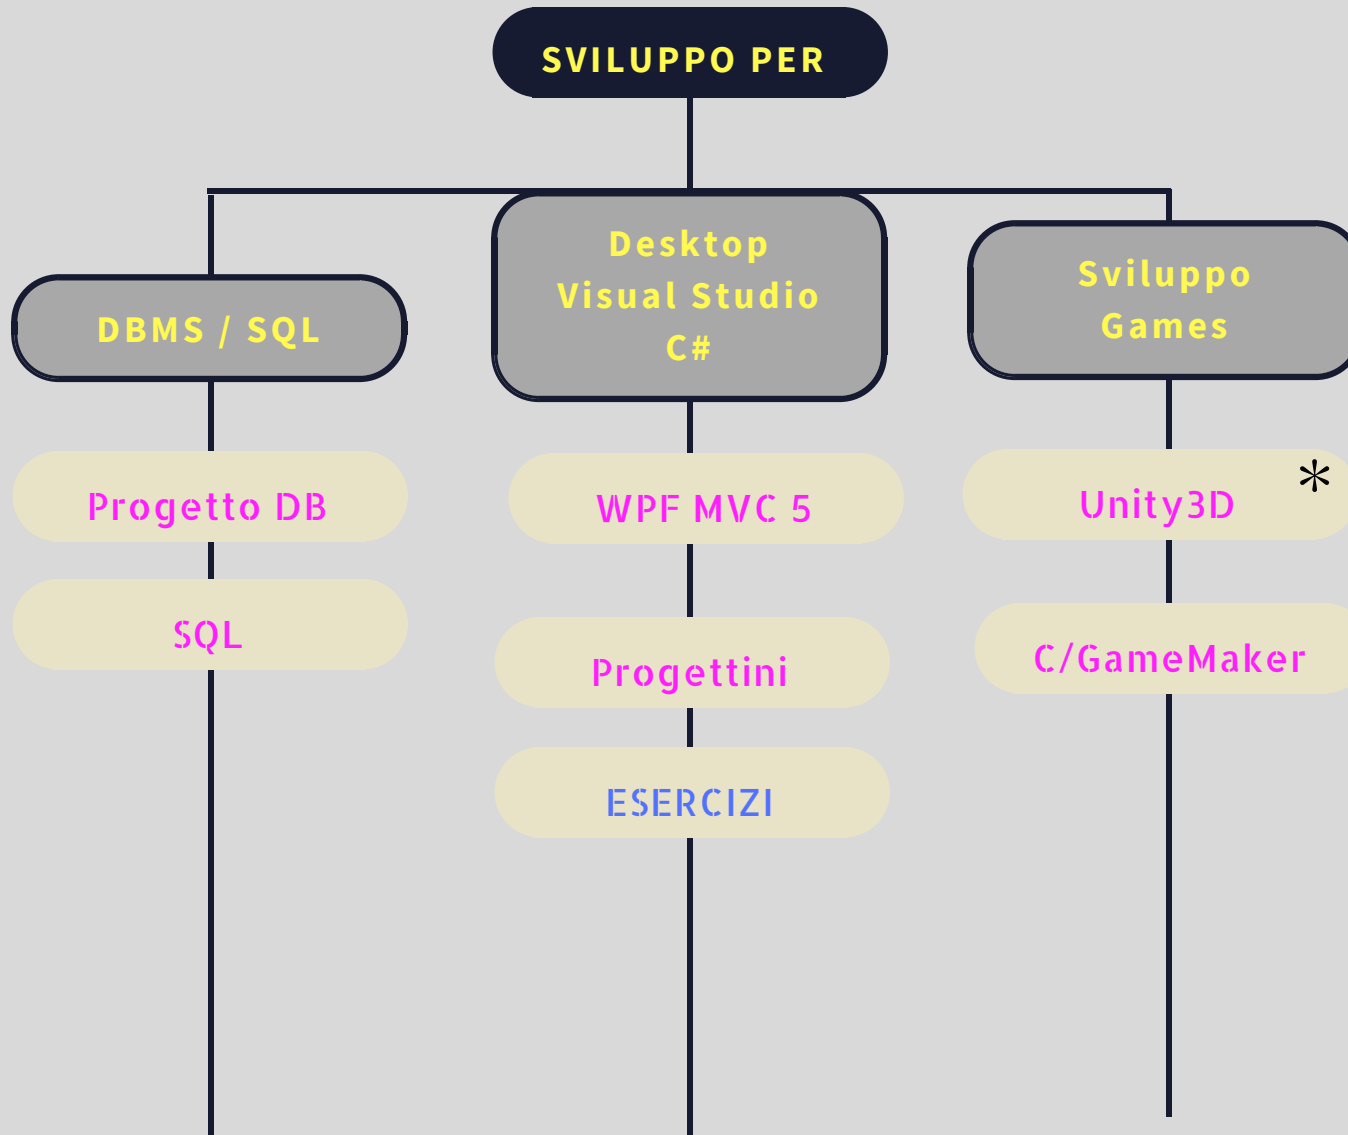 SVILUPPO PER
DBMS / SQL
Progetto DB
SQL
Desktop
Visual Studio
C#
WPF MVC 5
Progettini
ESERCIZI
Sviluppo
Games
Unity3D *
C/GameMaker